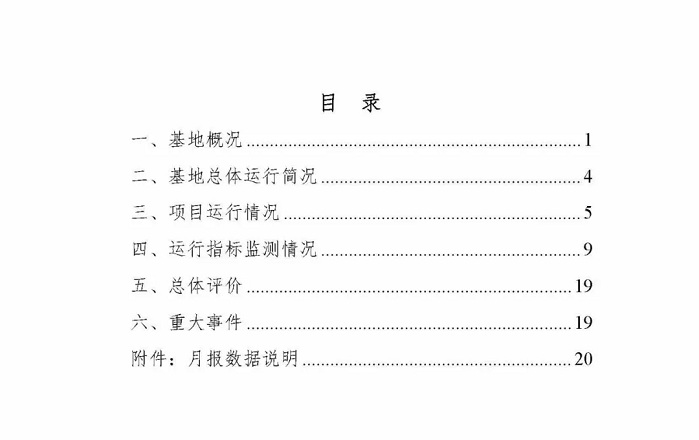 目 录
一、基地概况........................................................................1
二、基地总体运行简况........................................................4
三、项目运行情况................................................................5
四、运行指标监测情况........................................................9
五、总体评价......................................................................19
六、重大事件......................................................................19
附件：月报数据说明..........................................................20